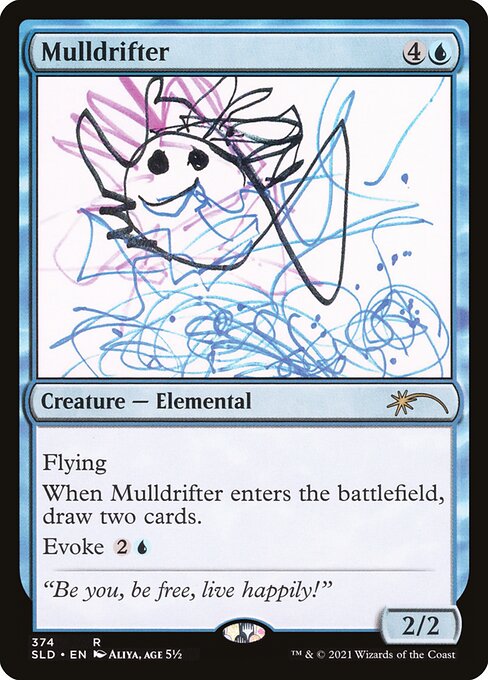 Mulldrifter 4
Creature — Elemental
Flying
When Mulldrifter enters the battlefield,
draw two cards.
Evoke 2
“Be you, be free, live happily!”
2/2
374 R
SLD • EN Aliya, age 5½ ™ & © 2021 Wizards of the Coast